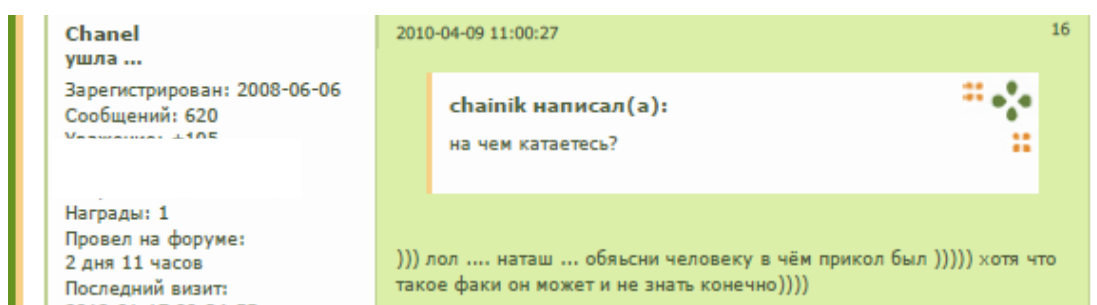 Chanel
ушла ...
Зарегистрирован: 2008-06-06
Сообщений: 620
Награды: 1
Провел на форуме:
2 дня 11 часов
Последний визит:
2010-04-09 11:00:27
16
chainik написал(а):
на чем катаетесь?
))) лол .... наташ ... обяьсни человеку в чём прикол был ))))) хотя что
такое факи он может и не знать конечно))))